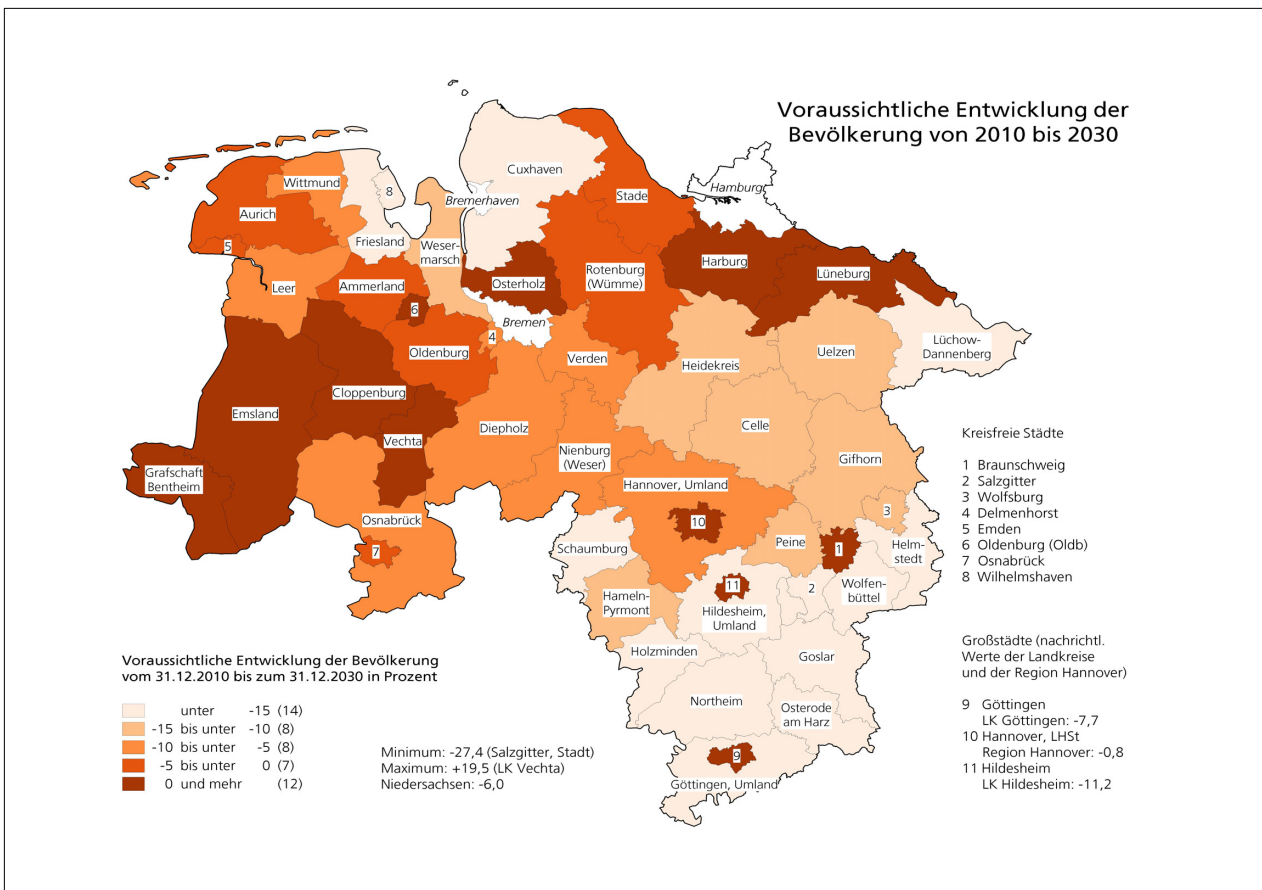 Voraussichtliche Entwicklung der
Bevölkerung von 2010 bis 2030
Hamburg
Cuxhaven
Wittmund
8
Bremerhaven
Stade
Aurich
Friesland
Weser-
marsch
5
Leer
Ammerland
Osterholz
Rotenburg
(Wümme)
Harburg
Lüneburg
6
Bremen
4
Oldenburg
Verden
Heidekreis
Uelzen
Lüchow-
Dannenberg
Cloppenburg
Emsland
Vechta
Diepholz
Celle
Nienburg
(Weser)
Gifhorn
Grafschaft
Bentheim
Hannover, Umland
Osnabrück
10
3
7
Schaumburg
Peine
1
Helm-
stedt
11
2
Wolfen-
büttel
Hameln-
Pyrmont
Hildesheim,
Umland
Holzminden
Goslar
Northeim
Osterode
am Harz
9
Göttingen, Umland
Kreisfreie Städte
1 Braunschweig
2 Salzgitter
3 Wolfsburg
4 Delmenhorst
5 Emden
6 Oldenburg (Oldb)
7 Osnabrück
8 Wilhelmshaven
Großstädte (nachrichtl.
Werte der Landkreise
und der Region Hannover)
9 Göttingen
LK Göttingen: -7,7
10 Hannover, LHSt
Region Hannover: -0,8
11 Hildesheim
LK Hildesheim: -11,2
Voraussichtliche Entwicklung der Bevölkerung
vom 31.12.2010 bis zum 31.12.2030 in Prozent
unter -15 (14)
-15 bis unter -10 (8)
-10 bis unter -5 (8)
-5 bis unter 0 (7)
0 und mehr (12)
Minimum: -27,4 (Salzgitter, Stadt)
Maximum: +19,5 (LK Vechta)
Niedersachsen: -6,0